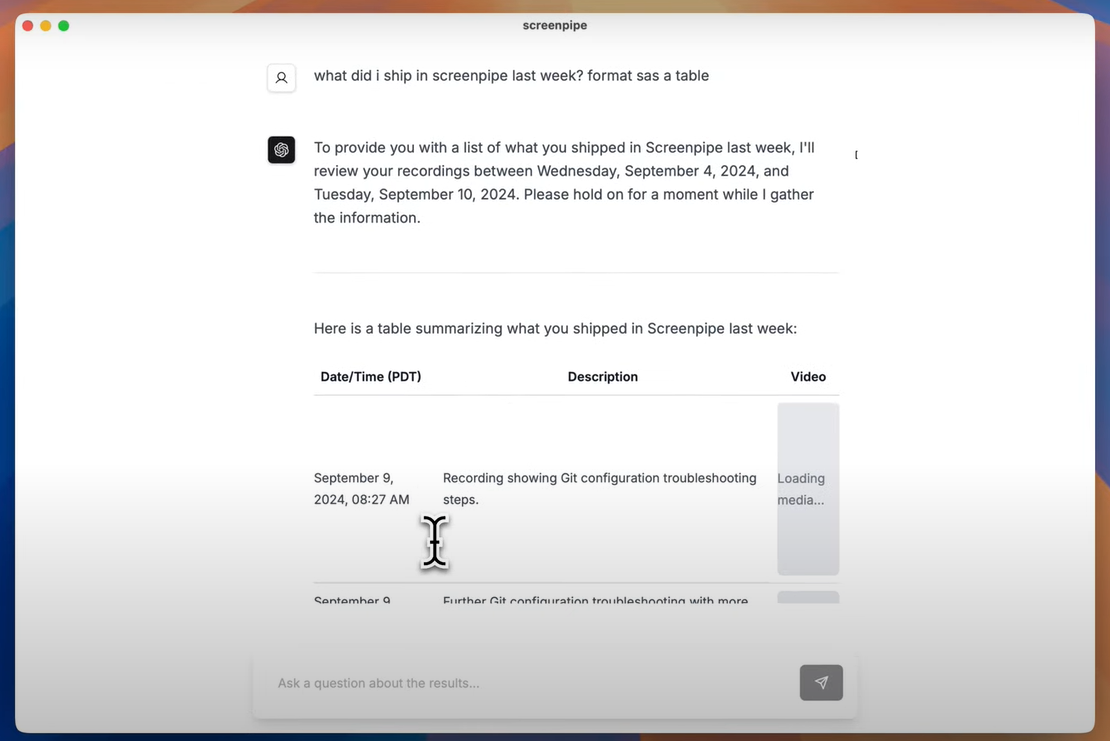 screenpipe
what did i ship in screenpipe last week? format sas a table
To provide you with a list of what you shipped in Screenpipe last week, I'll
review your recordings between Wednesday, September 4, 2024, and
Tuesday, September 10, 2024. Please hold on for a moment while I gather
the information.
Here is a table summarizing what you shipped in Screenpipe last week:
Date/Time (PDT) Description Video
September 9, Recording showing Git configuration troubleshooting Loading
2024, 08:27 AM steps. media...
September 9 Further Git configuration troubleshooting with more
Ask a question about the results...